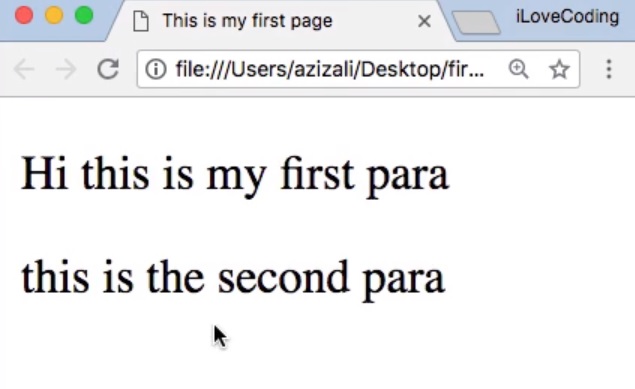 This is my first page
iLoveCoding
file:///Users/azizali/Desktop/fir...
Hi this is my first para
this is the second para